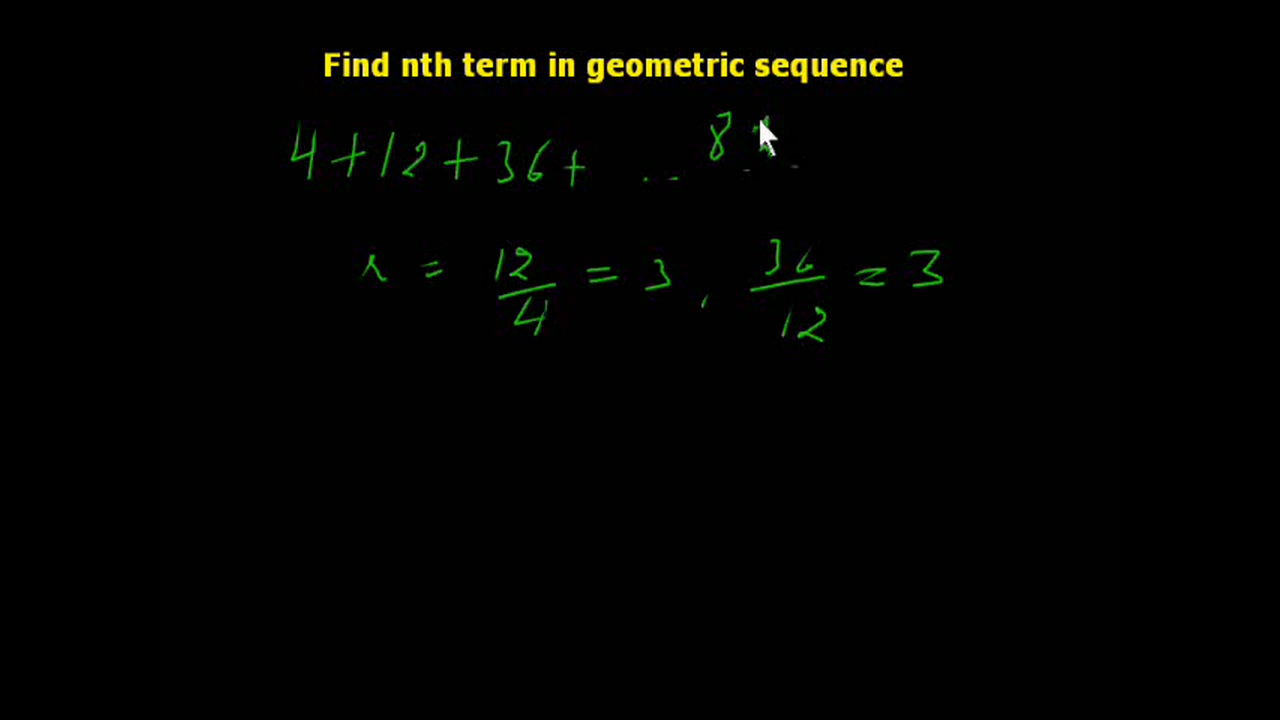 Find nth term in geometric sequence
4+12+36+ .. 8
r = 12/4 = 3, 36/12 = 3